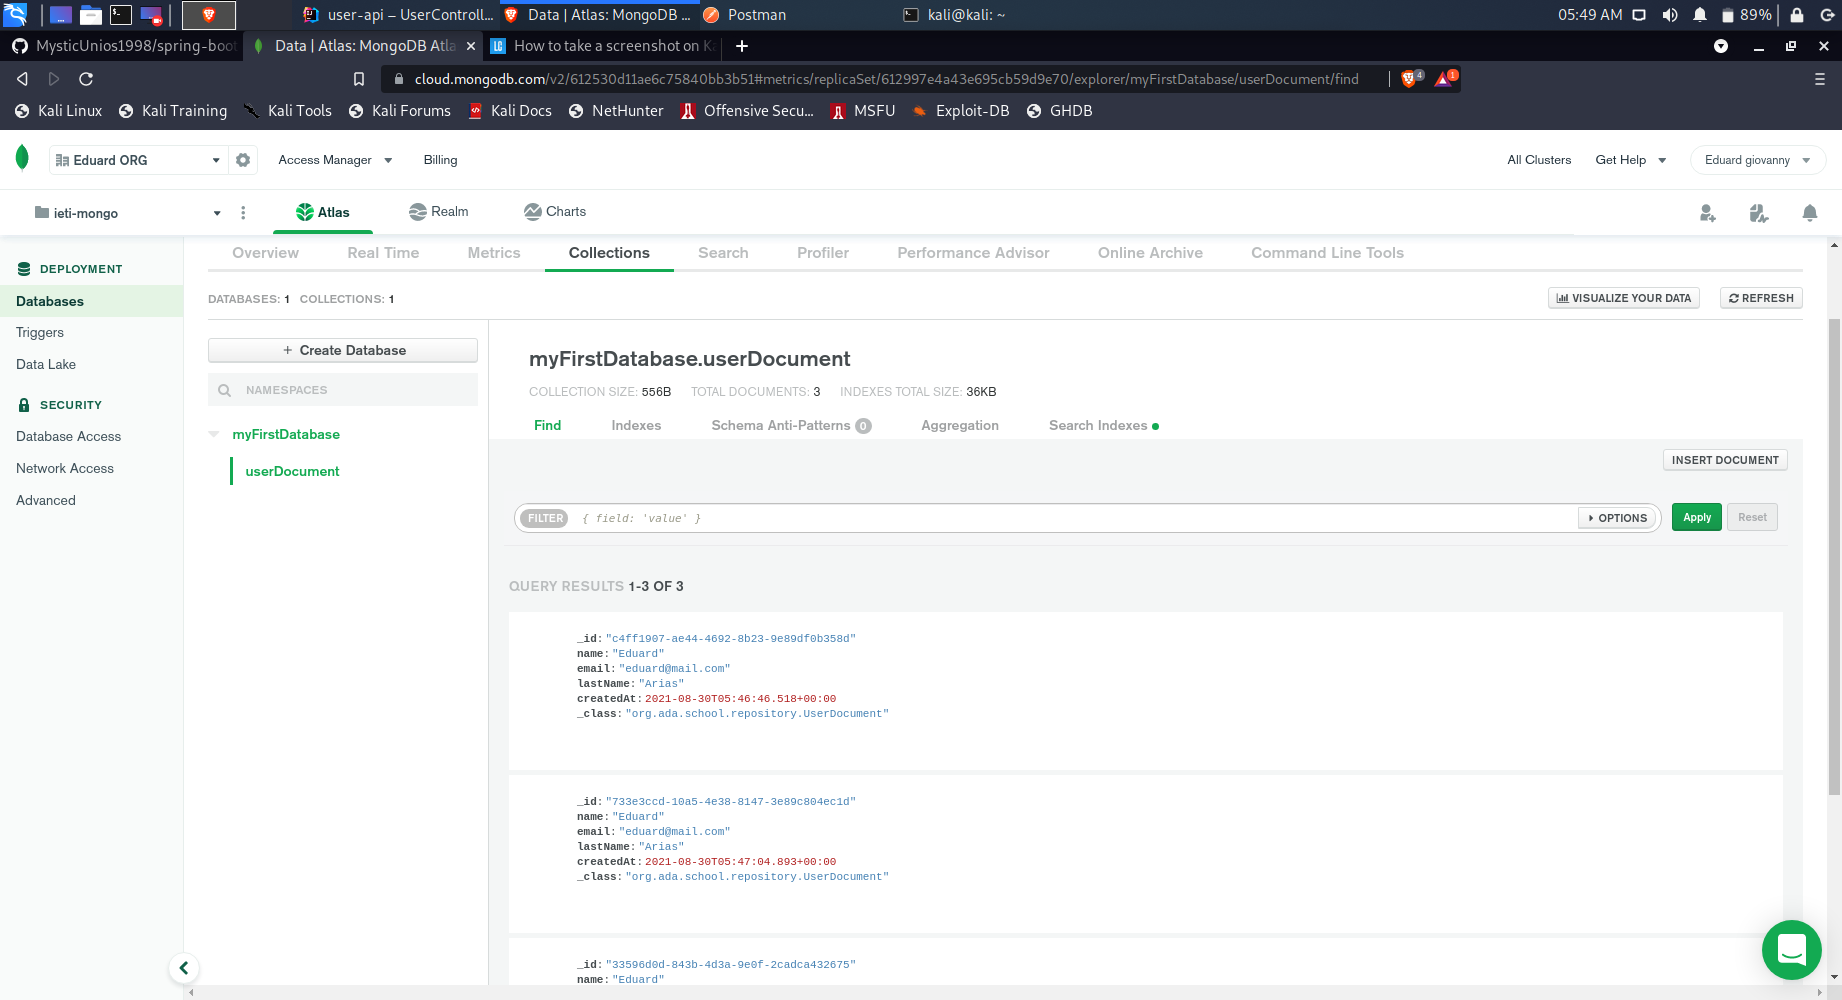 user-api – UserControll...
Data | Atlas: MongoDB ...
Postman
kali@kali: ~
05:49 AM
89%
MysticUnios1998/spring-boot
Data | Atlas: MongoDB Atla
How to take a screenshot on Ka
cloud.mongodb.com/v2/612530d11ae6c75840bb3b51#metrics/replicaSet/612997e4a43e695cb59d9e70/explorer/myFirstDatabase/userDocument/find
4
1
Kali Linux
Kali Training
Kali Tools
Kali Forums
Kali Docs
NetHunter
Offensive Secu...
MSFU
Exploit-DB
GHDB
Eduard ORG
Access Manager
Billing
All Clusters
Get Help
Eduard giovanny
ieti-mongo
Atlas
Realm
Charts
DEPLOYMENT
Databases
Triggers
Data Lake
SECURITY
Database Access
Network Access
Advanced
Overview
Real Time
Metrics
Collections
Search
Profiler
Performance Advisor
Online Archive
Command Line Tools
DATABASES: 1 COLLECTIONS: 1
VISUALIZE YOUR DATA
REFRESH
+ Create Database
NAMESPACES
myFirstDatabase
userDocument
myFirstDatabase.userDocument
COLLECTION SIZE: 556B TOTAL DOCUMENTS: 3 INDEXES TOTAL SIZE: 36KB
Find
Indexes
Schema Anti-Patterns 0
Aggregation
Search Indexes
INSERT DOCUMENT
FILTER { field: 'value' }
OPTIONS
Apply
Reset
QUERY RESULTS 1-3 OF 3
_id: "c4ff1907-ae44-4692-8b23-9e89df0b358d"
name: "Eduard"
email: "eduard@mail.com"
lastName: "Arias"
createdAt: 2021-08-30T05:46:46.518+00:00
_class: "org.ada.school.repository.UserDocument"
_id: "733e3ccd-10a5-4e38-8147-3e89c804ec1d"
name: "Eduard"
email: "eduard@mail.com"
lastName: "Arias"
createdAt: 2021-08-30T05:47:04.893+00:00
_class: "org.ada.school.repository.UserDocument"
_id: "33596d0d-843b-4d3a-9e0f-2cadca432675"
name: "Eduard"